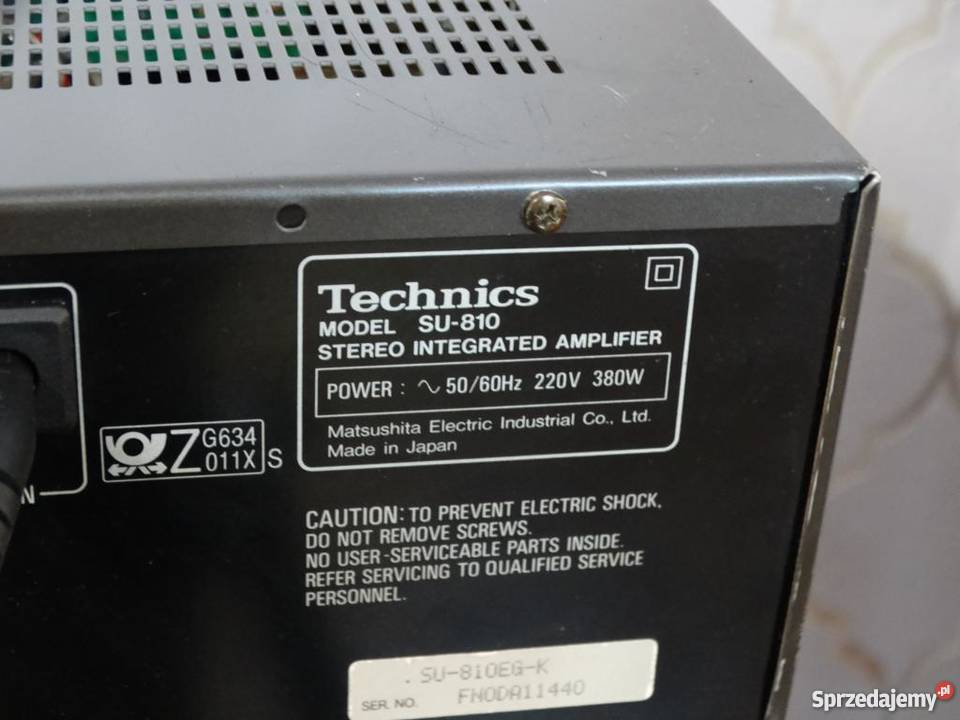 Technics
MODEL SU-810
STEREO INTEGRATED AMPLIFIER
POWER : ∿ 50/60Hz 220V 380W
Matsushita Electric Industrial Co., Ltd.
Made in Japan
Z G634
011X S
N
CAUTION: TO PREVENT ELECTRIC SHOCK,
DO NOT REMOVE SCREWS.
NO USER-SERVICEABLE PARTS INSIDE.
REFER SERVICING TO QUALIFIED SERVICE
PERSONNEL.
. SU-810EG-K
SER. NO. FN0DA11440
Sprzedajemy.pl